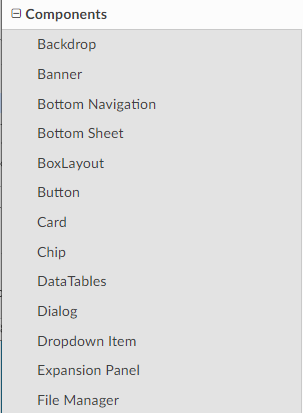 Components
Backdrop
Banner
Bottom Navigation
Bottom Sheet
BoxLayout
Button
Card
Chip
DataTables
Dialog
Dropdown Item
Expansion Panel
File Manager